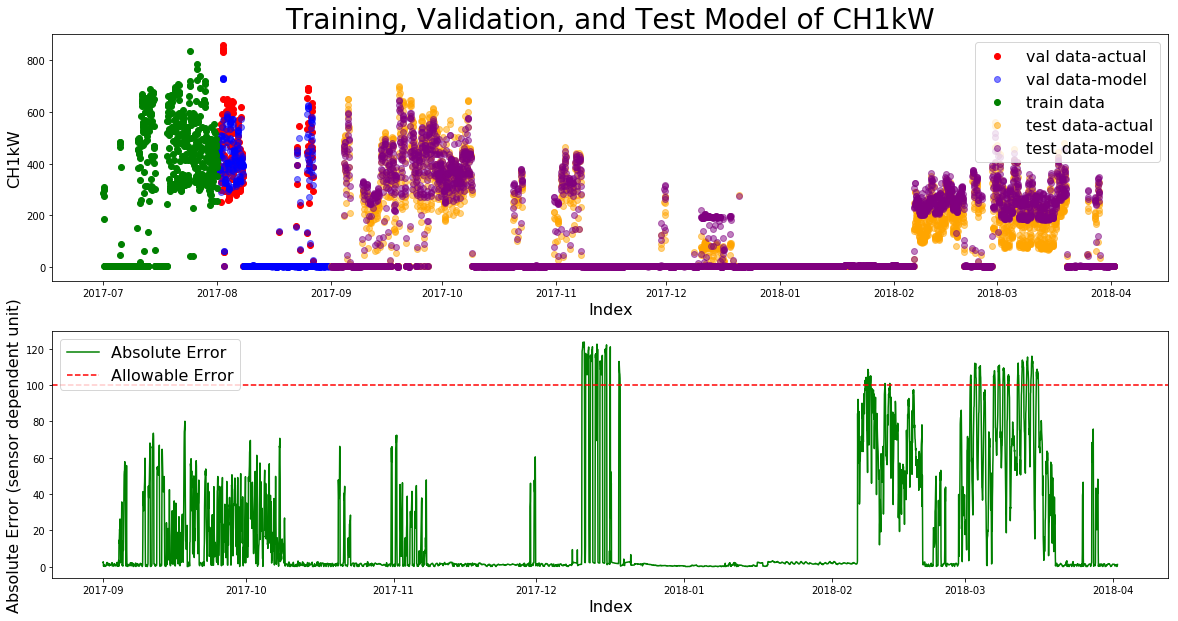 Training, Validation, and Test Model of CH1kW
CH1kW
800
600
400
200
0
val data-actual
val data-model
train data
test data-actual
test data-model
2017-07 2017-08 2017-09 2017-10 2017-11 2017-12 2018-01 2018-02 2018-03 2018-04
Index
Absolute Error (sensor dependent unit)
120
100
80
60
40
20
0
Absolute Error
Allowable Error
2017-09 2017-10 2017-11 2017-12 2018-01 2018-02 2018-03 2018-04
Index